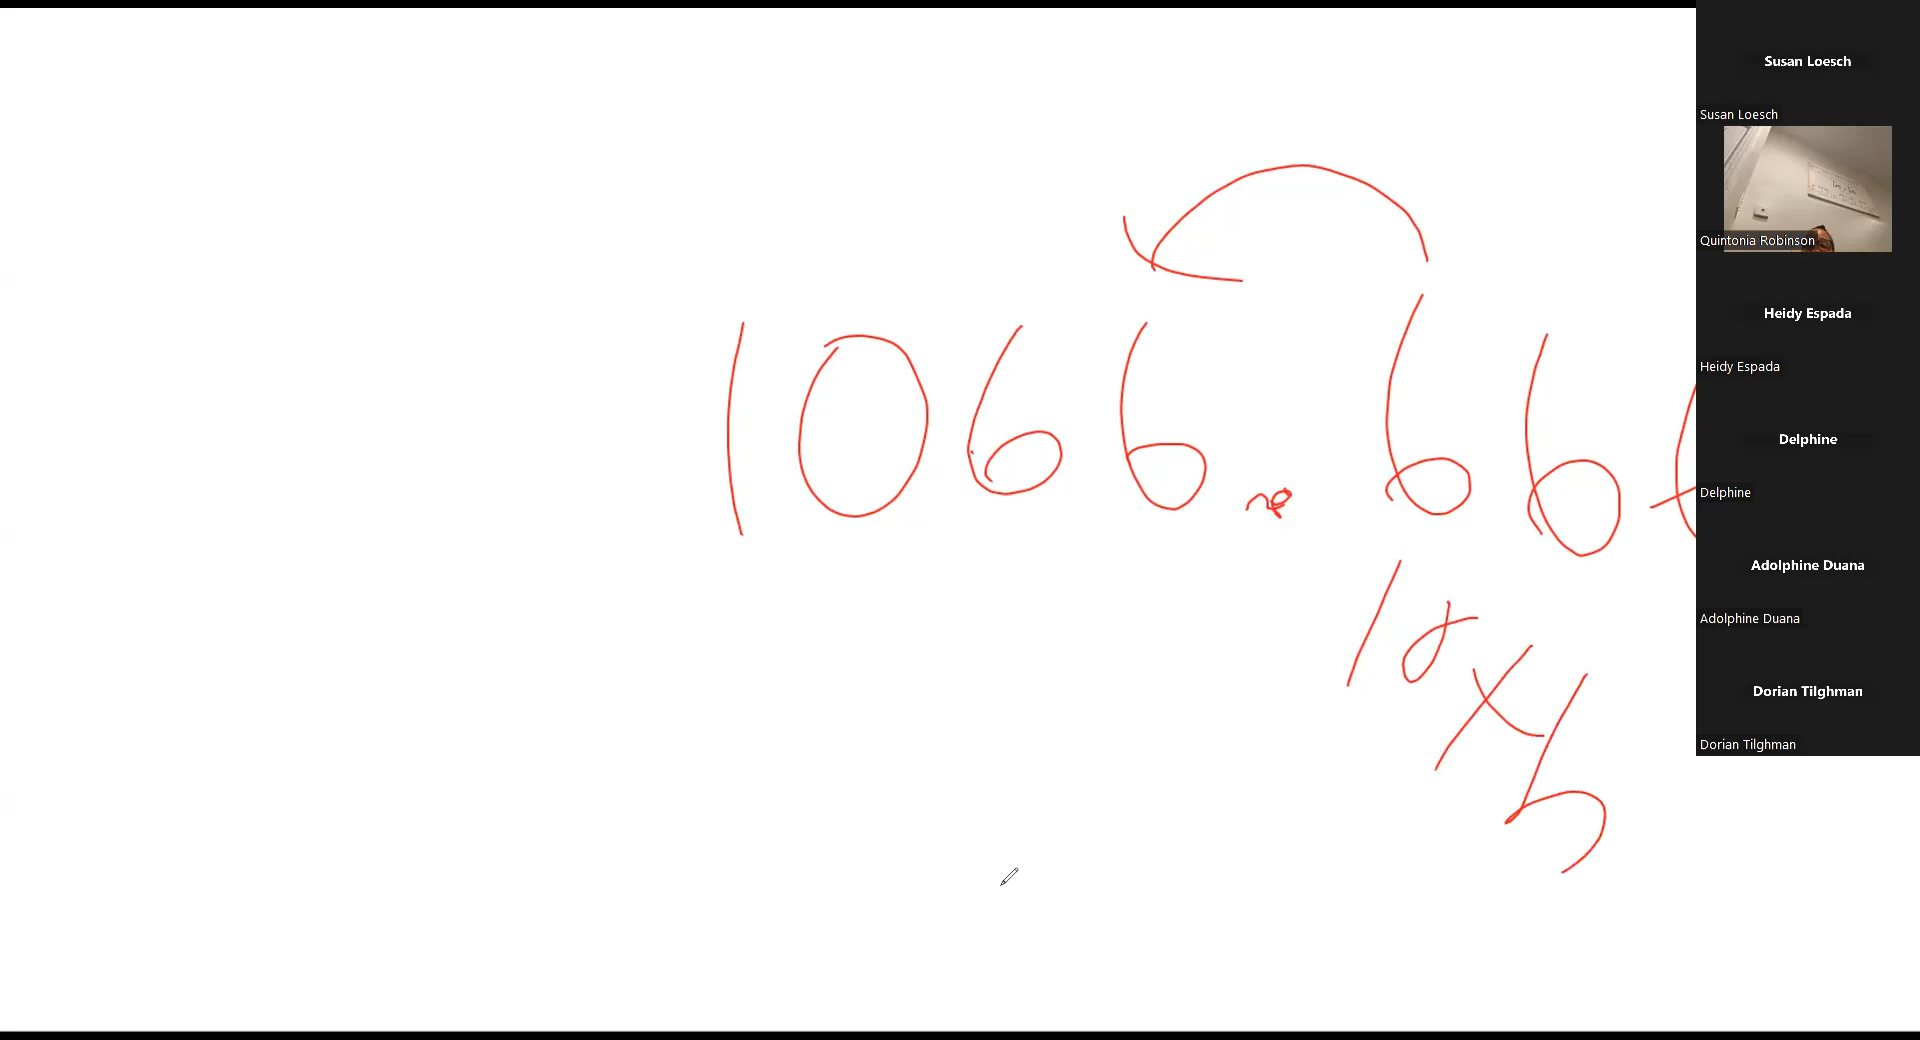 1066.666
10th
Susan Loesch
Susan Loesch
Quintonia Robinson
Heidy Espada
Heidy Espada
Delphine
Delphine
Adolphine Duana
Adolphine Duana
Dorian Tilghman
Dorian Tilghman